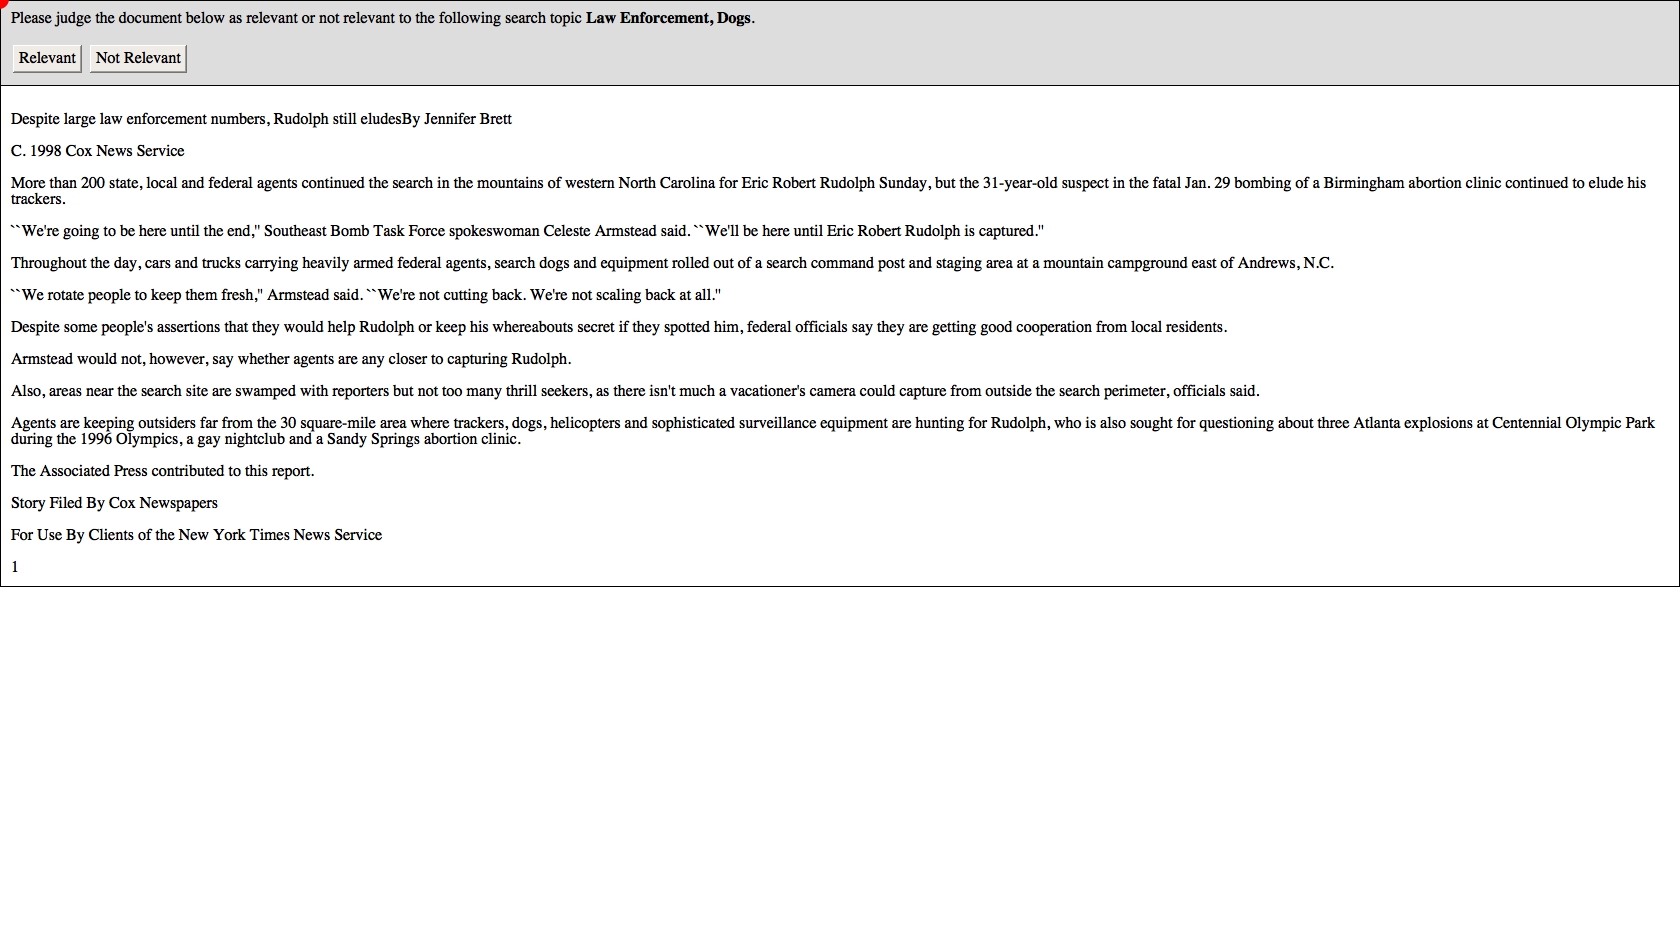 Please judge the document below as relevant or not relevant to the following search topic Law Enforcement, Dogs.
Relevant Not Relevant
Despite large law enforcement numbers, Rudolph still eludesBy Jennifer Brett
C. 1998 Cox News Service
More than 200 state, local and federal agents continued the search in the mountains of western North Carolina for Eric Robert Rudolph Sunday, but the 31-year-old suspect in the fatal Jan. 29 bombing of a Birmingham abortion clinic continued to elude his
trackers.
``We're going to be here until the end,'' Southeast Bomb Task Force spokeswoman Celeste Armstead said. ``We'll be here until Eric Robert Rudolph is captured.''
Throughout the day, cars and trucks carrying heavily armed federal agents, search dogs and equipment rolled out of a search command post and staging area at a mountain campground east of Andrews, N.C.
``We rotate people to keep them fresh,'' Armstead said. ``We're not cutting back. We're not scaling back at all.''
Despite some people's assertions that they would help Rudolph or keep his whereabouts secret if they spotted him, federal officials say they are getting good cooperation from local residents.
Armstead would not, however, say whether agents are any closer to capturing Rudolph.
Also, areas near the search site are swamped with reporters but not too many thrill seekers, as there isn't much a vacationer's camera could capture from outside the search perimeter, officials said.
Agents are keeping outsiders far from the 30 square-mile area where trackers, dogs, helicopters and sophisticated surveillance equipment are hunting for Rudolph, who is also sought for questioning about three Atlanta explosions at Centennial Olympic Park
during the 1996 Olympics, a gay nightclub and a Sandy Springs abortion clinic.
The Associated Press contributed to this report.
Story Filed By Cox Newspapers
For Use By Clients of the New York Times News Service
1